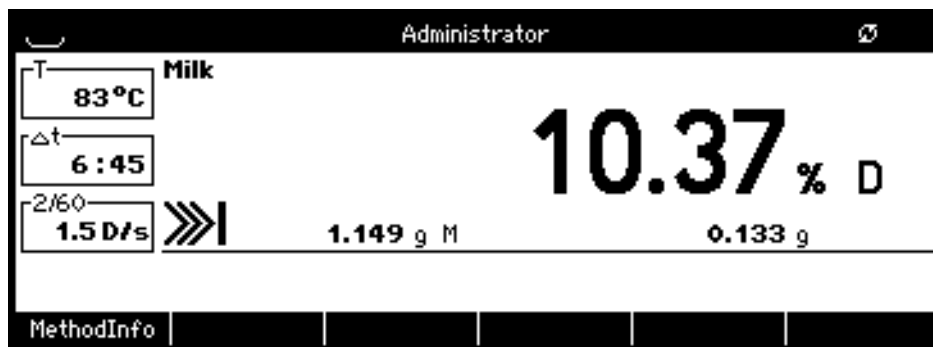 Administrator
T
83°C
Milk
△t
6:45
10.37 % D
2/60
1.5 D/s
1.149 g M
0.133 g
MethodInfo